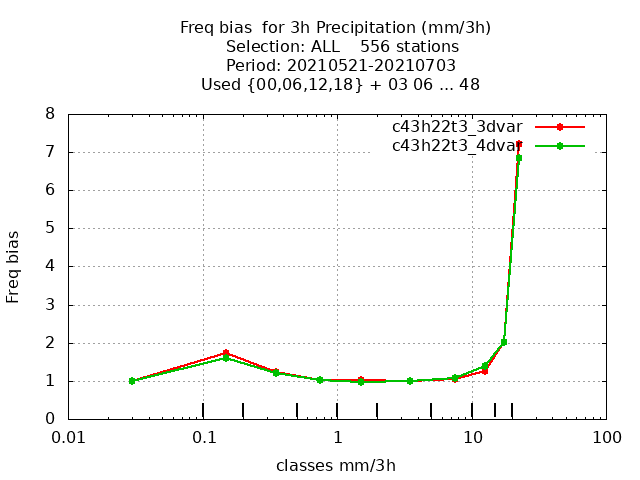 Freq bias  for 3h Precipitation (mm/3h)
Selection: ALL    556 stations
Period: 20210521-20210703
Used {00,06,12,18} + 03 06 ... 48
c43h22t3_3dvar
c43h22t3_4dvar
8
7
6
5
4
3
2
1
0
Freq bias
0.01 0.1 1 10 100
classes mm/3h